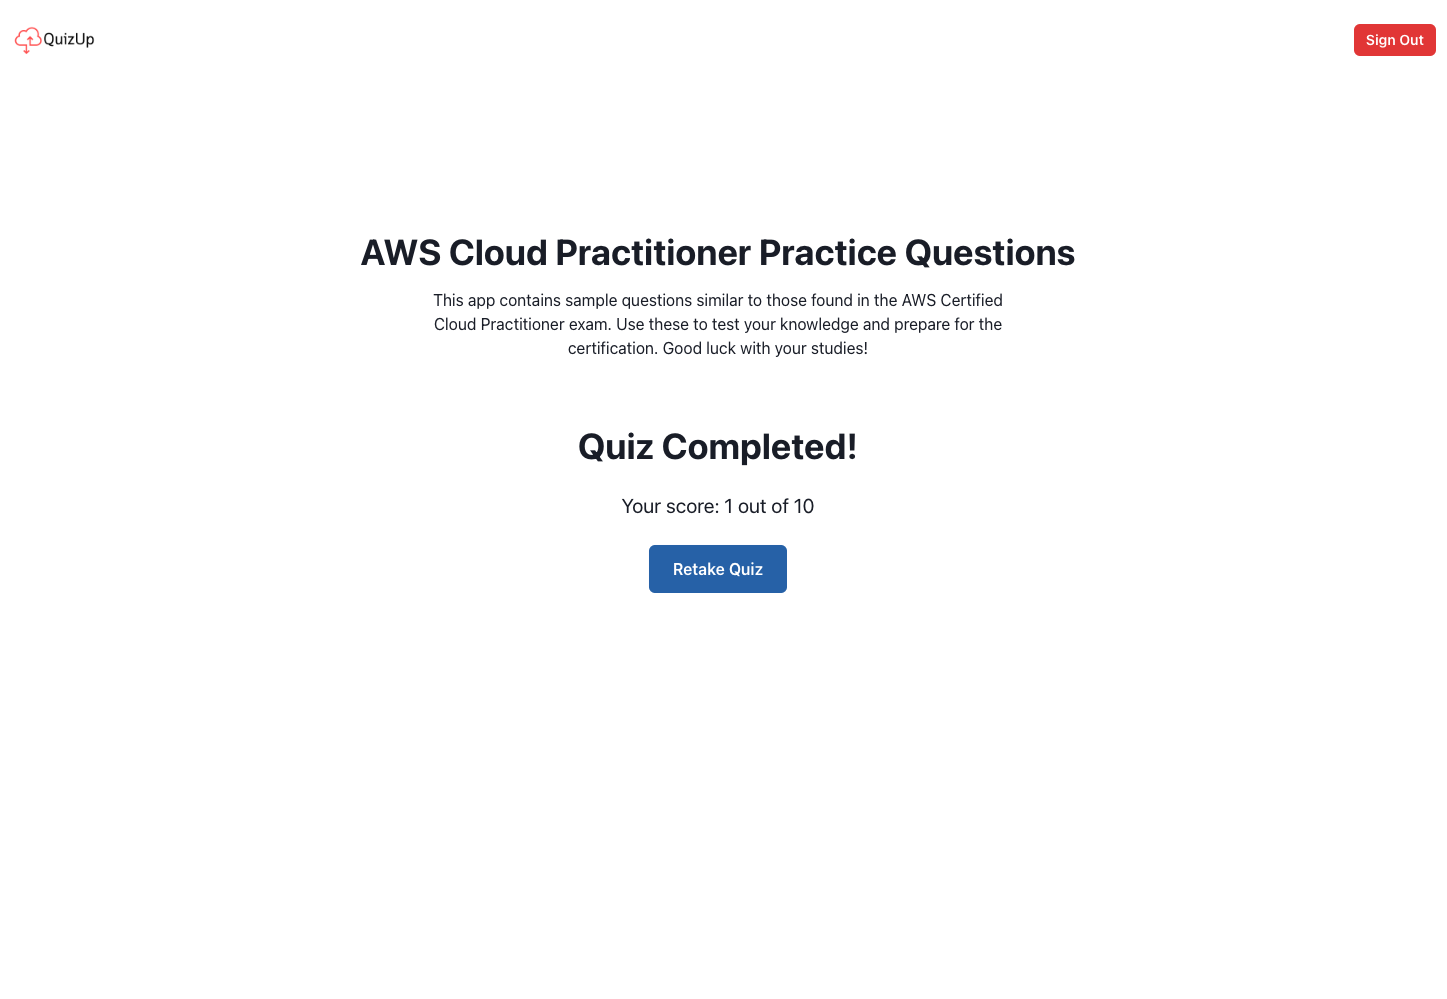 QuizUp
Sign Out
AWS Cloud Practitioner Practice Questions
This app contains sample questions similar to those found in the AWS Certified
Cloud Practitioner exam. Use these to test your knowledge and prepare for the
certification. Good luck with your studies!
Quiz Completed!
Your score: 1 out of 10
Retake Quiz